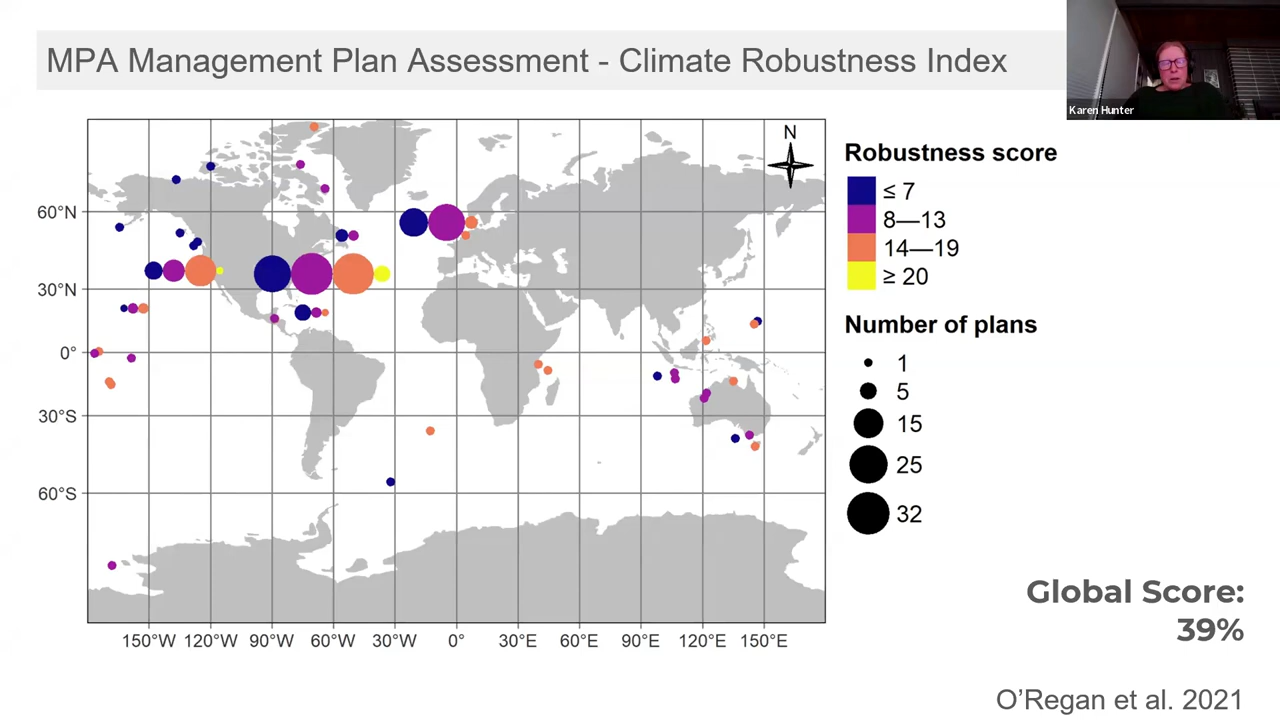 MPA Management Plan Assessment - Climate Robustness Index
Karen Hunter
N
60°N
30°N
0°
30°S
60°S
150°W 120°W 90°W 60°W 30°W 0° 30°E 60°E 90°E 120°E 150°E
Robustness score
≤ 7
8—13
14—19
≥ 20
Number of plans
1
5
15
25
32
Global Score:
39%
O’Regan et al. 2021